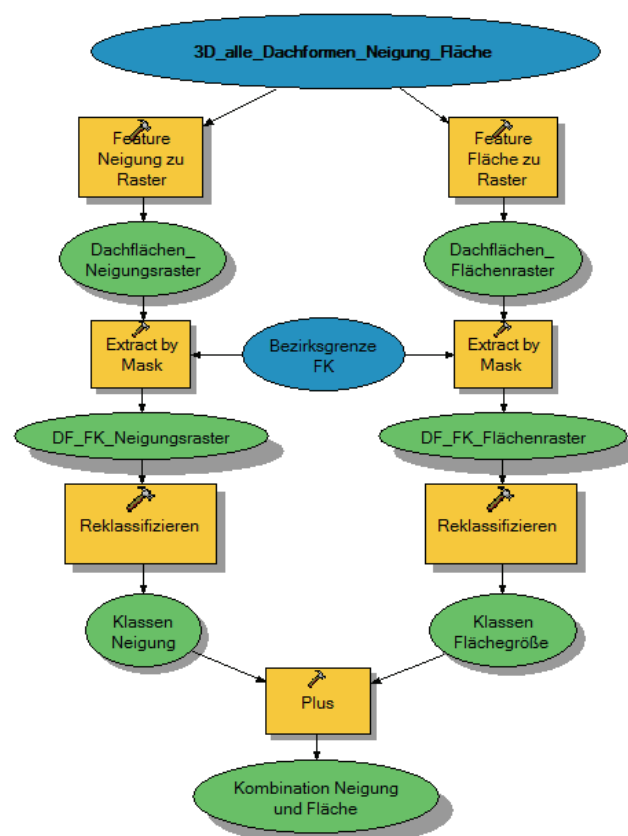 3D_alle_Dachformen_Neigung_Fläche
Feature
Neigung zu
Raster
Feature
Fläche zu
Raster
Dachflächen_
Neigungsraster
Dachflächen_
Flächenraster
Extract by
Mask
Bezirksgrenze
FK
Extract by
Mask
DF_FK_Neigungsraster
DF_FK_Flächenraster
Reklassifizieren
Reklassifizieren
Klassen
Neigung
Klassen
Flächegröße
Plus
Kombination Neigung
und Fläche